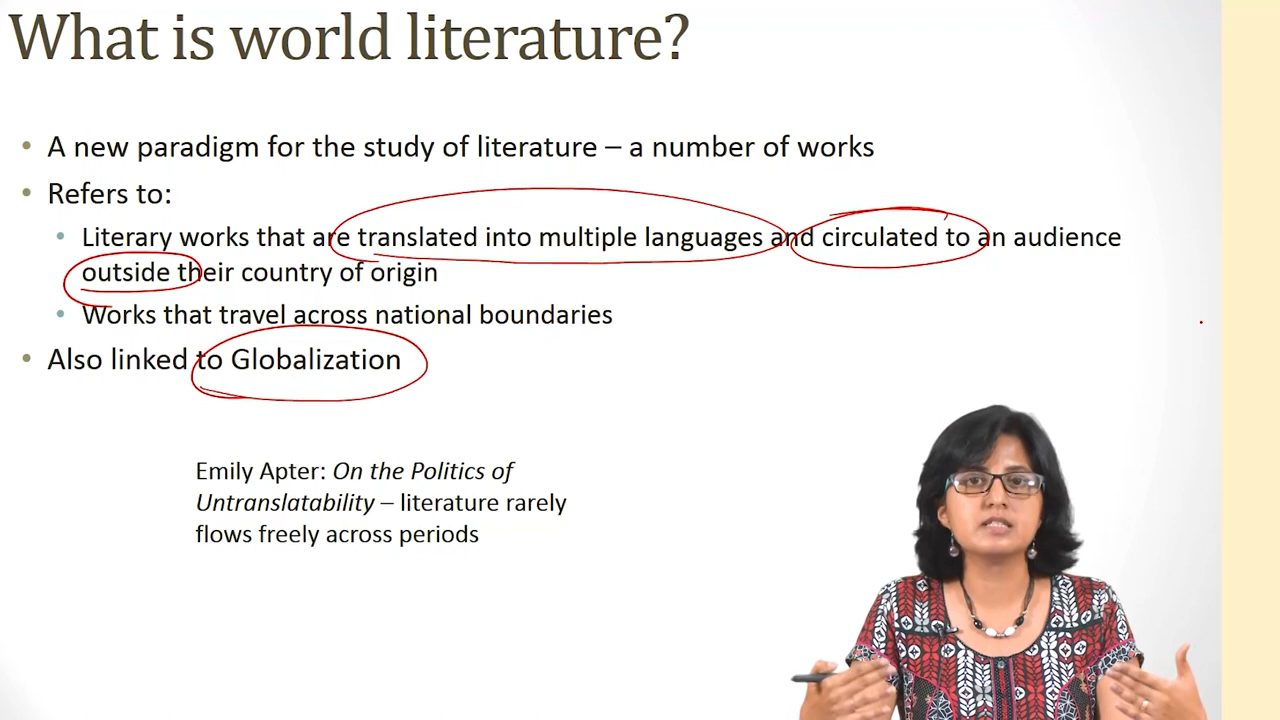 What is world literature?
• A new paradigm for the study of literature – a number of works
• Refers to:
• Literary works that are translated into multiple languages and circulated to an audience
outside their country of origin
• Works that travel across national boundaries
• Also linked to Globalization
Emily Apter: On the Politics of
Untranslatability – literature rarely
flows freely across periods